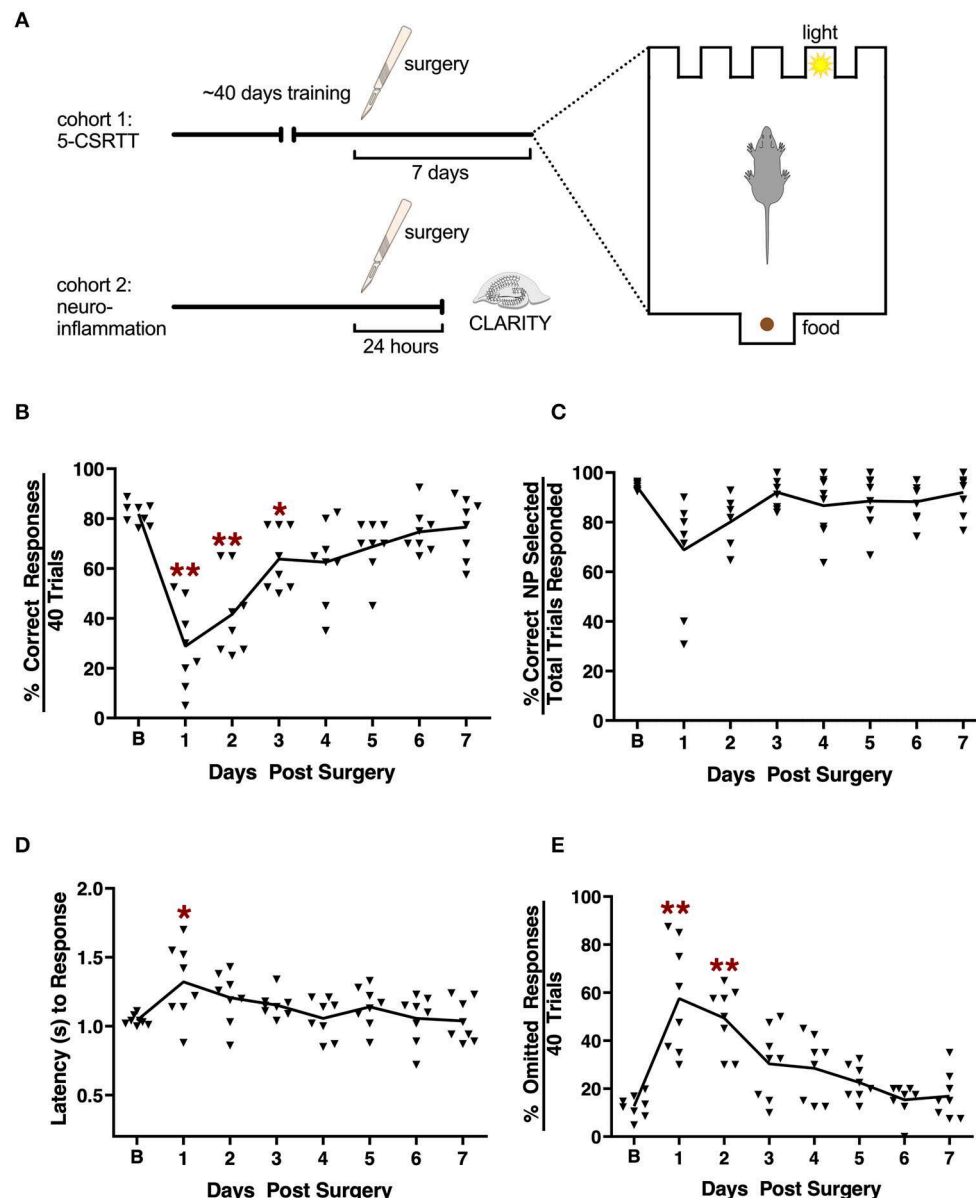 A
light
surgery
~40 days training
cohort 1:
5-CSRTT
7 days
surgery
cohort 2:
neuro-
inflammation
CLARITY
24 hours
food
B
% Correct Responses
40 Trials
100
80
60
40
20
0
** ** *
B 1 2 3 4 5 6 7
Days Post Surgery
C
% Correct NP Selected
Total Trials Responded
100
80
60
40
20
0
B 1 2 3 4 5 6 7
Days Post Surgery
D
Latency (s) to Response
2.0
1.5
1.0
0.5
*
B 1 2 3 4 5 6 7
Days Post Surgery
E
% Omitted Responses
40 Trials
100
80
60
40
20
0
** **
B 1 2 3 4 5 6 7
Days Post Surgery